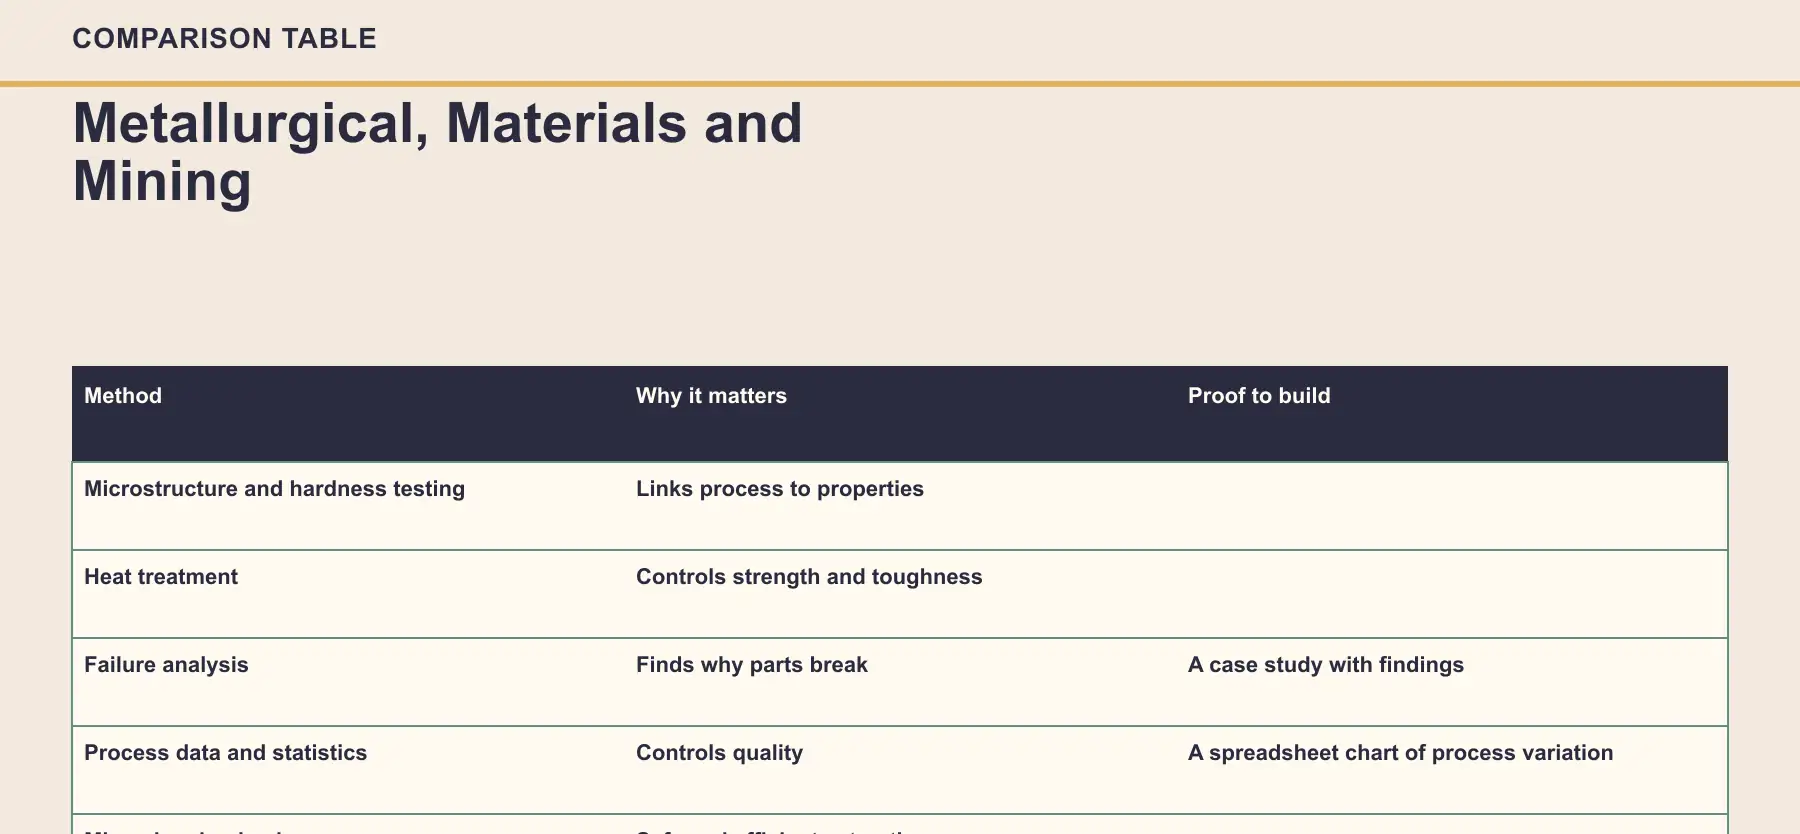 COMPARISON TABLE
Metallurgical, Materials and
Mining
Method Why it matters Proof to build
Microstructure and hardness testing Links process to properties
Heat treatment Controls strength and toughness
Failure analysis Finds why parts break A case study with findings
Process data and statistics Controls quality A spreadsheet chart of process variation